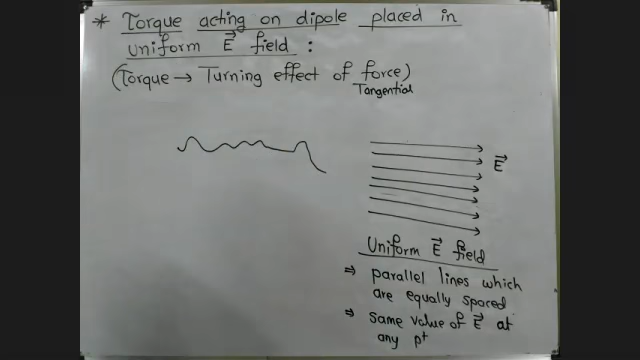 * Torque acting on dipole placed in
uniform E⃗ field :
(Torque → Turning effect of force)
Tangential
E⃗
Uniform E⃗ field
⇒ parallel lines which
are equally spaced
⇒ same value of E⃗ at
any pt